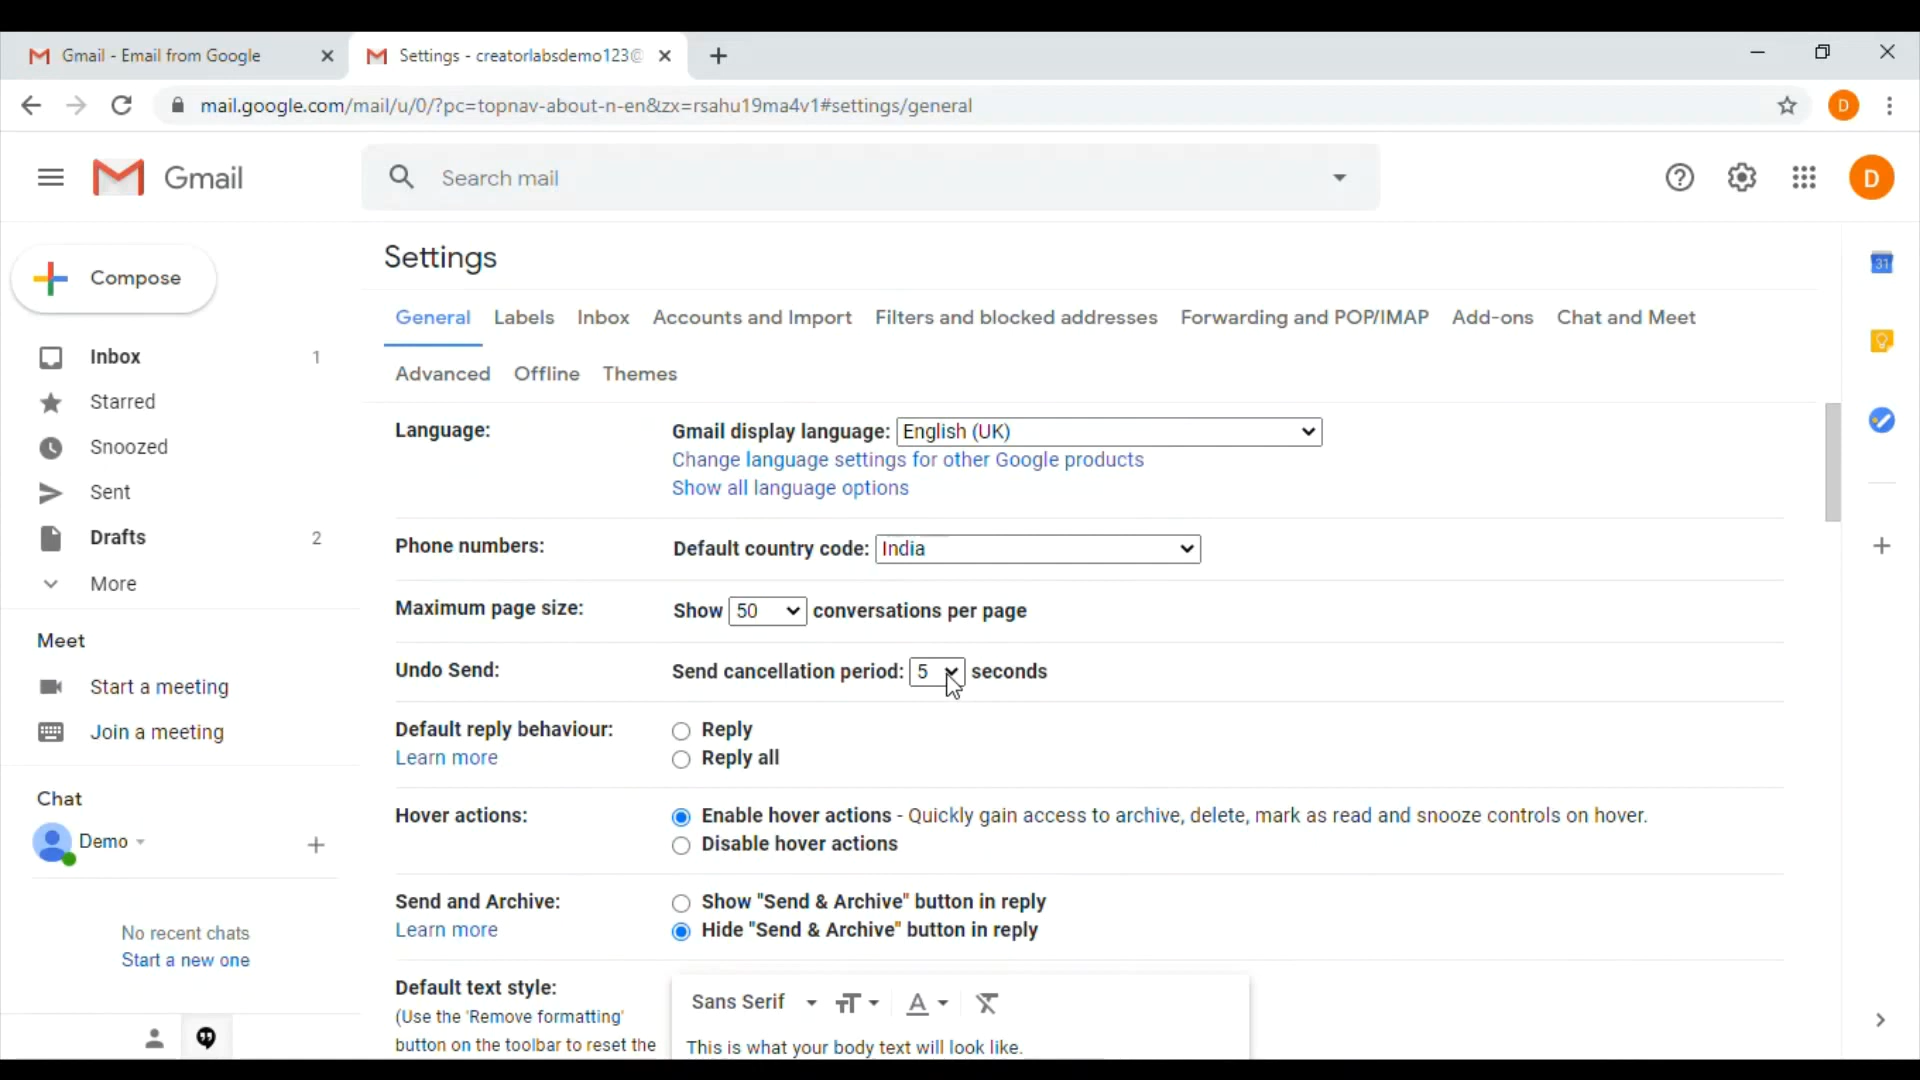 Gmail - Email from Google
Settings - creatorlabsdemo123@
mail.google.com/mail/u/0/?pc=topnav-about-n-en&zx=rsahu19ma4v1#settings/general
D
Gmail
Search mail
D
Compose
Settings
31
General Labels Inbox Accounts and Import Filters and blocked addresses Forwarding and POP/IMAP Add-ons Chat and Meet
Advanced Offline Themes
Inbox 1
Starred
Snoozed
Sent
Drafts 2
More
Meet
Start a meeting
Join a meeting
Chat
Demo
No recent chats
Start a new one
Language: Gmail display language: English (UK)
Change language settings for other Google products
Show all language options
Phone numbers: Default country code: India
Maximum page size: Show 50 conversations per page
Undo Send: Send cancellation period: 5 seconds
Default reply behaviour: Reply
Learn more Reply all
Hover actions: Enable hover actions - Quickly gain access to archive, delete, mark as read and snooze controls on hover.
Disable hover actions
Send and Archive: Show "Send & Archive" button in reply
Learn more Hide "Send & Archive" button in reply
Default text style: Sans Serif
(Use the 'Remove formatting'
button on the toolbar to reset the This is what your body text will look like.